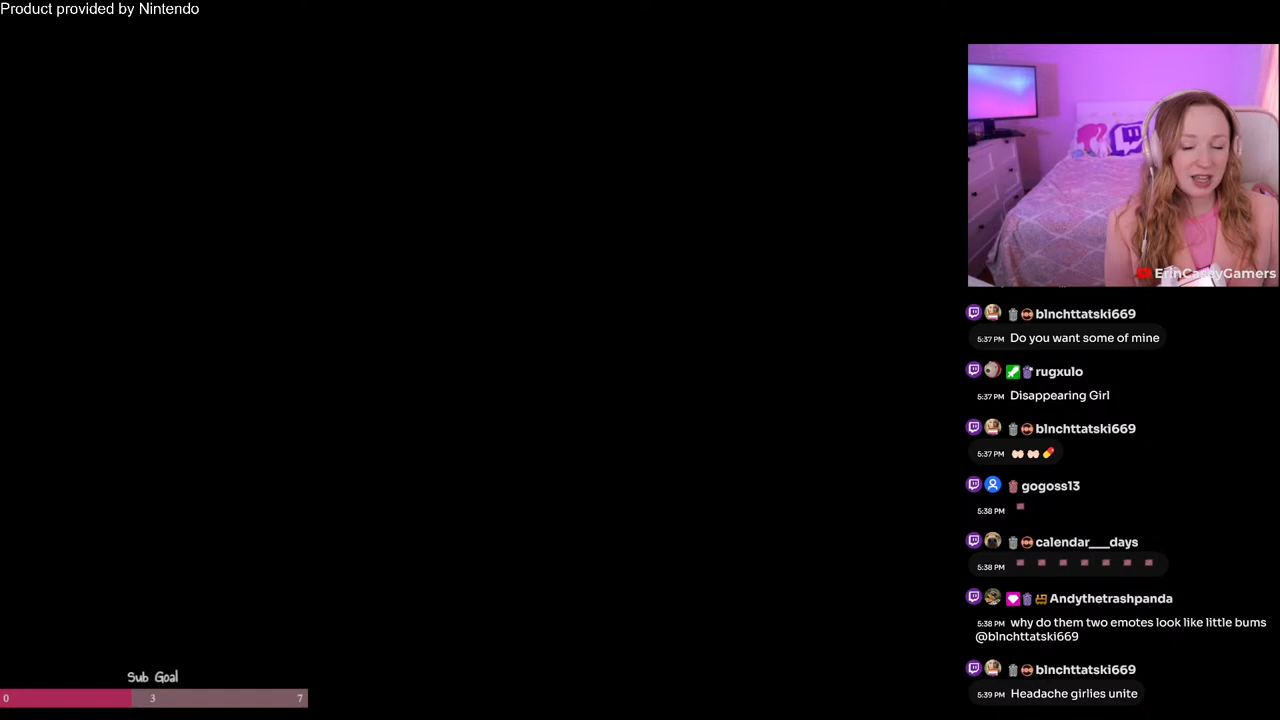 Product provided by Nintendo
ErinCaseyGamers
blnchttatski669
5:37 PM Do you want some of mine
rugxulo
5:37 PM Disappearing Girl
blnchttatski669
5:37 PM
gogoss13
5:38 PM
calendar___days
5:38 PM
Andythetrashpanda
5:38 PM why do them two emotes look like little bums
@blnchttatski669
blnchttatski669
5:39 PM Headache girlies unite
Sub Goal
0 3 7